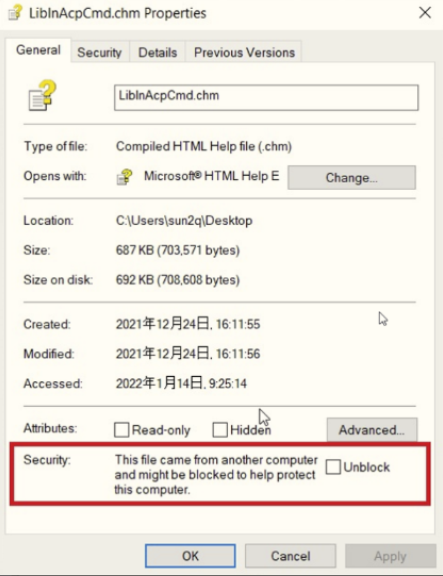 LibInAcpCmd.chm Properties
General Security Details Previous Versions
LibInAcpCmd.chm
Type of file: Compiled HTML Help file (.chm)
Opens with: Microsoft® HTML Help E Change...
Location: C:\Users\sun2q\Desktop
Size: 687 KB (703,571 bytes)
Size on disk: 692 KB (708,608 bytes)
Created: 2021年12月24日, 16:11:55
Modified: 2021年12月24日, 16:11:56
Accessed: 2022年1月14日, 9:25:14
Attributes: Read-only Hidden Advanced...
Security: This file came from another computer
and might be blocked to help protect
this computer.
Unblock
OK Cancel Apply